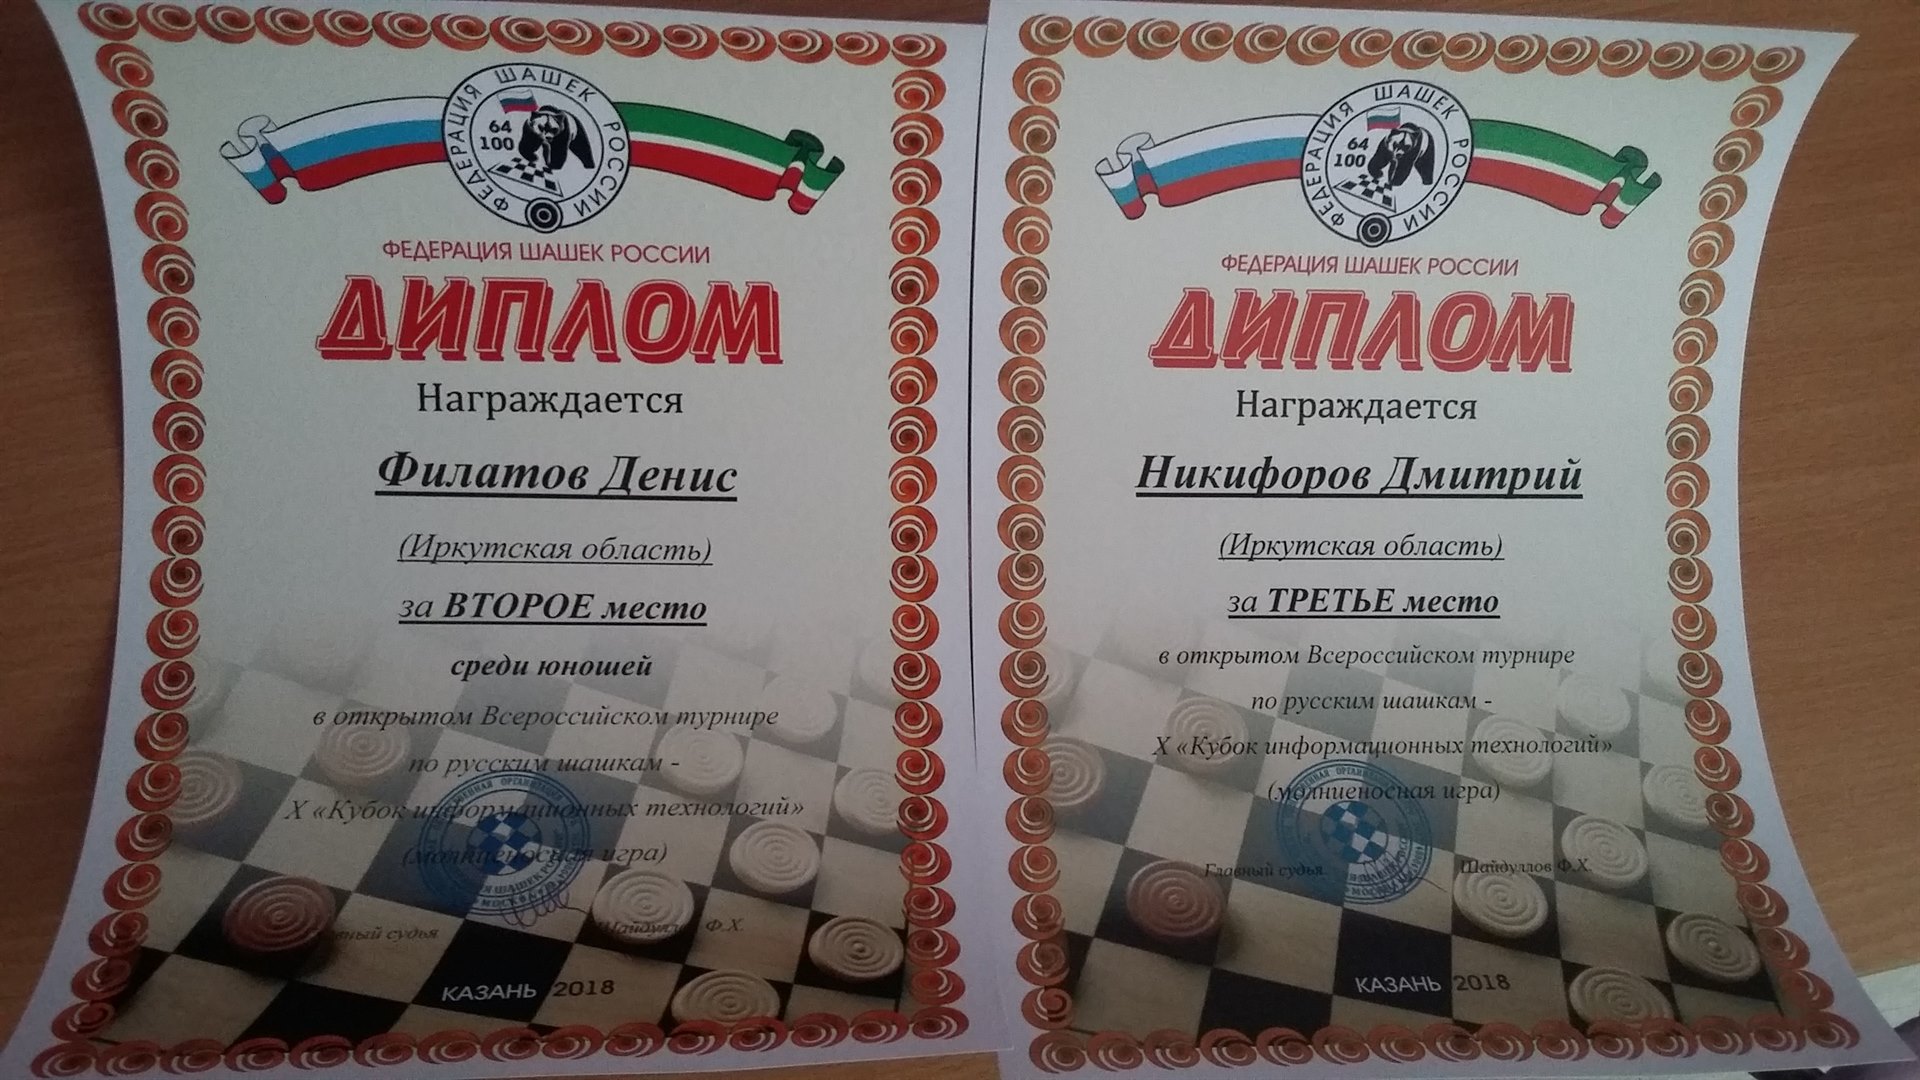 ФЕДЕРАЦИЯ ШАШЕК РОССИИ
64
100
ФЕДЕРАЦИЯ ШАШЕК РОССИИ
ДИПЛОМ
Награждается
Филатов Денис
(Иркутская область)
за ВТОРОЕ место
среди юношей
в открытом Всероссийском турнире
по русским шашкам -
X «Кубок информационных технологий»
(молниеносная игра)
судья Ф.Х.
КАЗАНЬ 2018
ФЕДЕРАЦИЯ ШАШЕК РОССИИ
64
100
ФЕДЕРАЦИЯ ШАШЕК РОССИИ
ДИПЛОМ
Награждается
Никифоров Дмитрий
(Иркутская область)
за ТРЕТЬЕ место
в открытом Всероссийском турнире
по русским шашкам -
X «Кубок информационных технологий»
(молниеносная игра)
Главный судья Шайдуллов Ф.Х.
КАЗАНЬ 2018